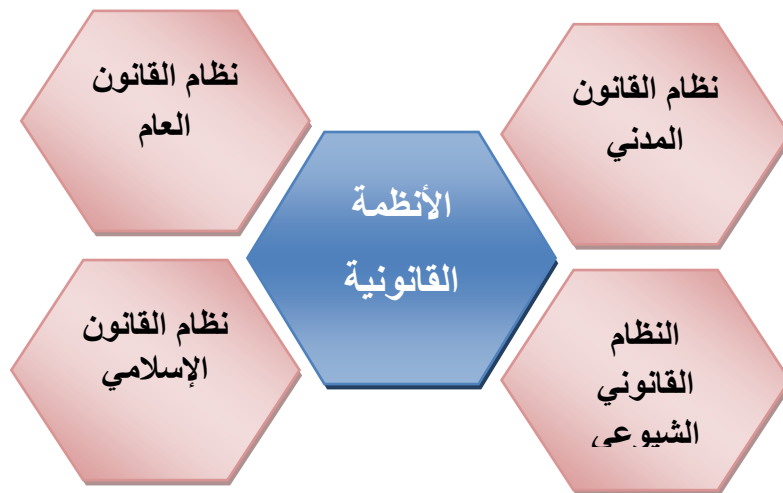 نظام القانون
المدني
نظام القانون
العام
الأنظمة
القانونية
النظام
القانوني
الشيوعي
نظام القانون
الإسلامي